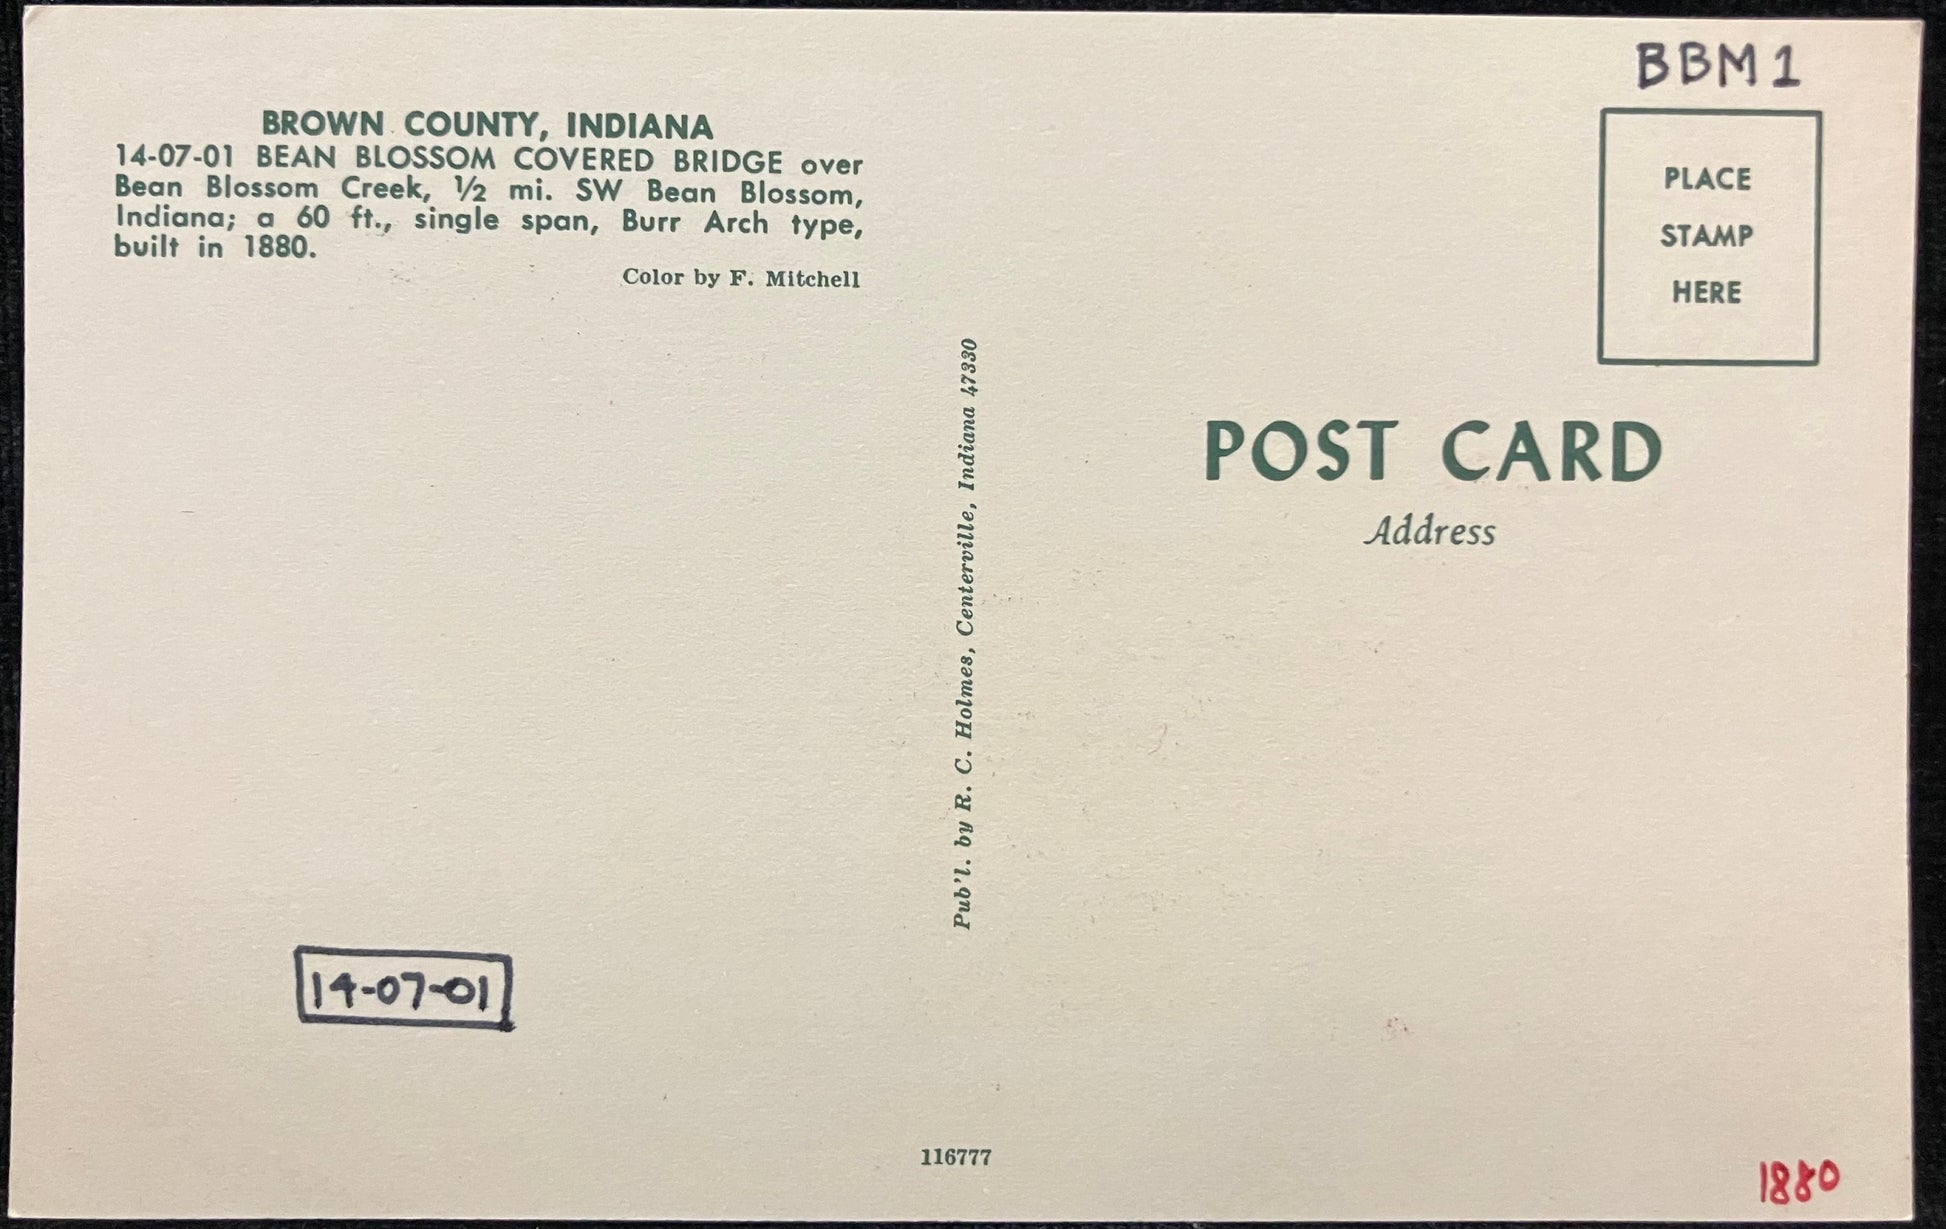 BBM1
BROWN COUNTY, INDIANA
14-07-01 BEAN BLOSSOM COVERED BRIDGE over
Bean Blossom Creek, ½ mi. SW Bean Blossom,
Indiana; a 60 ft., single span, Burr Arch type,
built in 1880.
Color by F. Mitchell
Pub'l. by R. C. Holmes, Centerville, Indiana 47330
PLACE
STAMP
HERE
POST CARD
Address
14-07-01
116777
1880